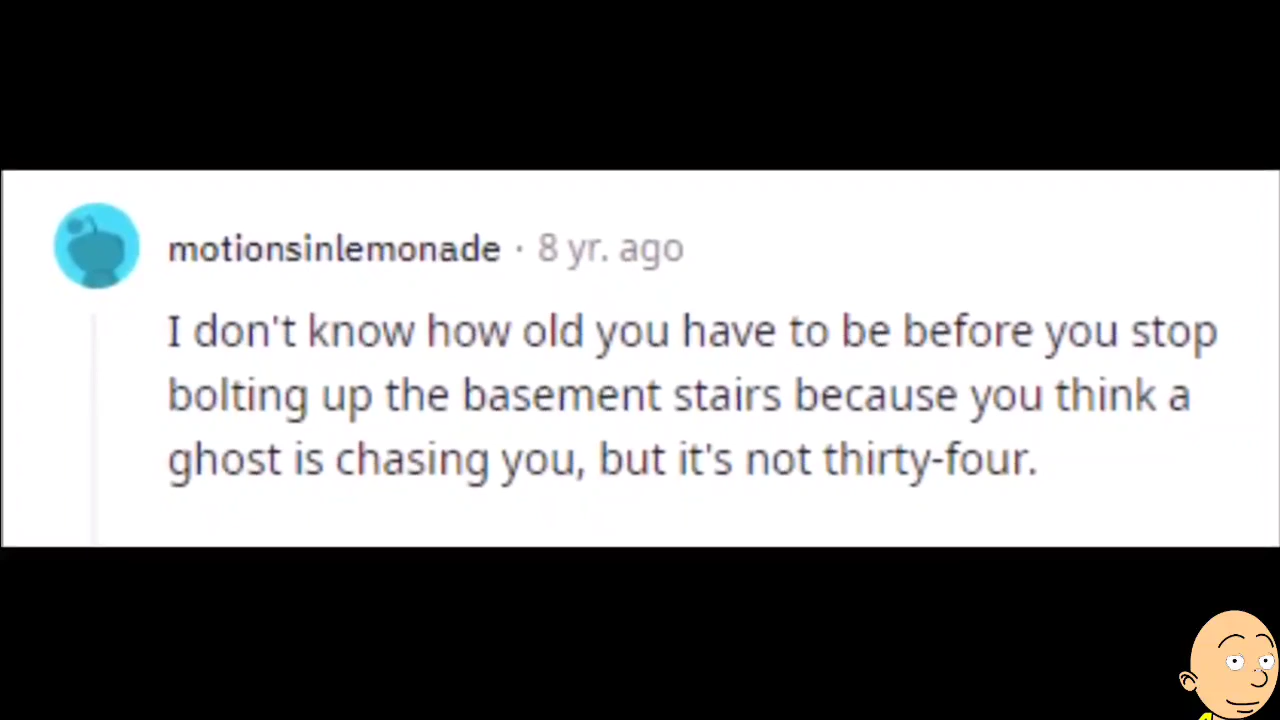 motionsinlemonade · 8 yr. ago
I don't know how old you have to be before you stop
bolting up the basement stairs because you think a
ghost is chasing you, but it's not thirty-four.